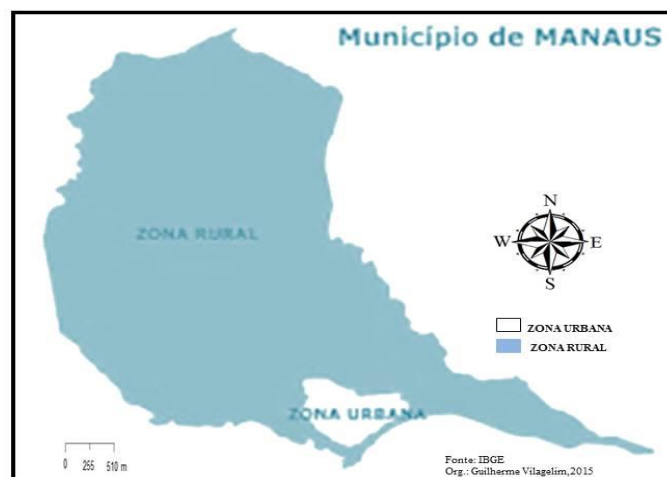 Município de MANAUS
ZONA RURAL
N
W
E
S
ZONA URBANA
ZONA RURAL
ZONA URBANA
0 255 510 m
Fonte: IBGE
Org.: Guilherme Vilagelim,2015